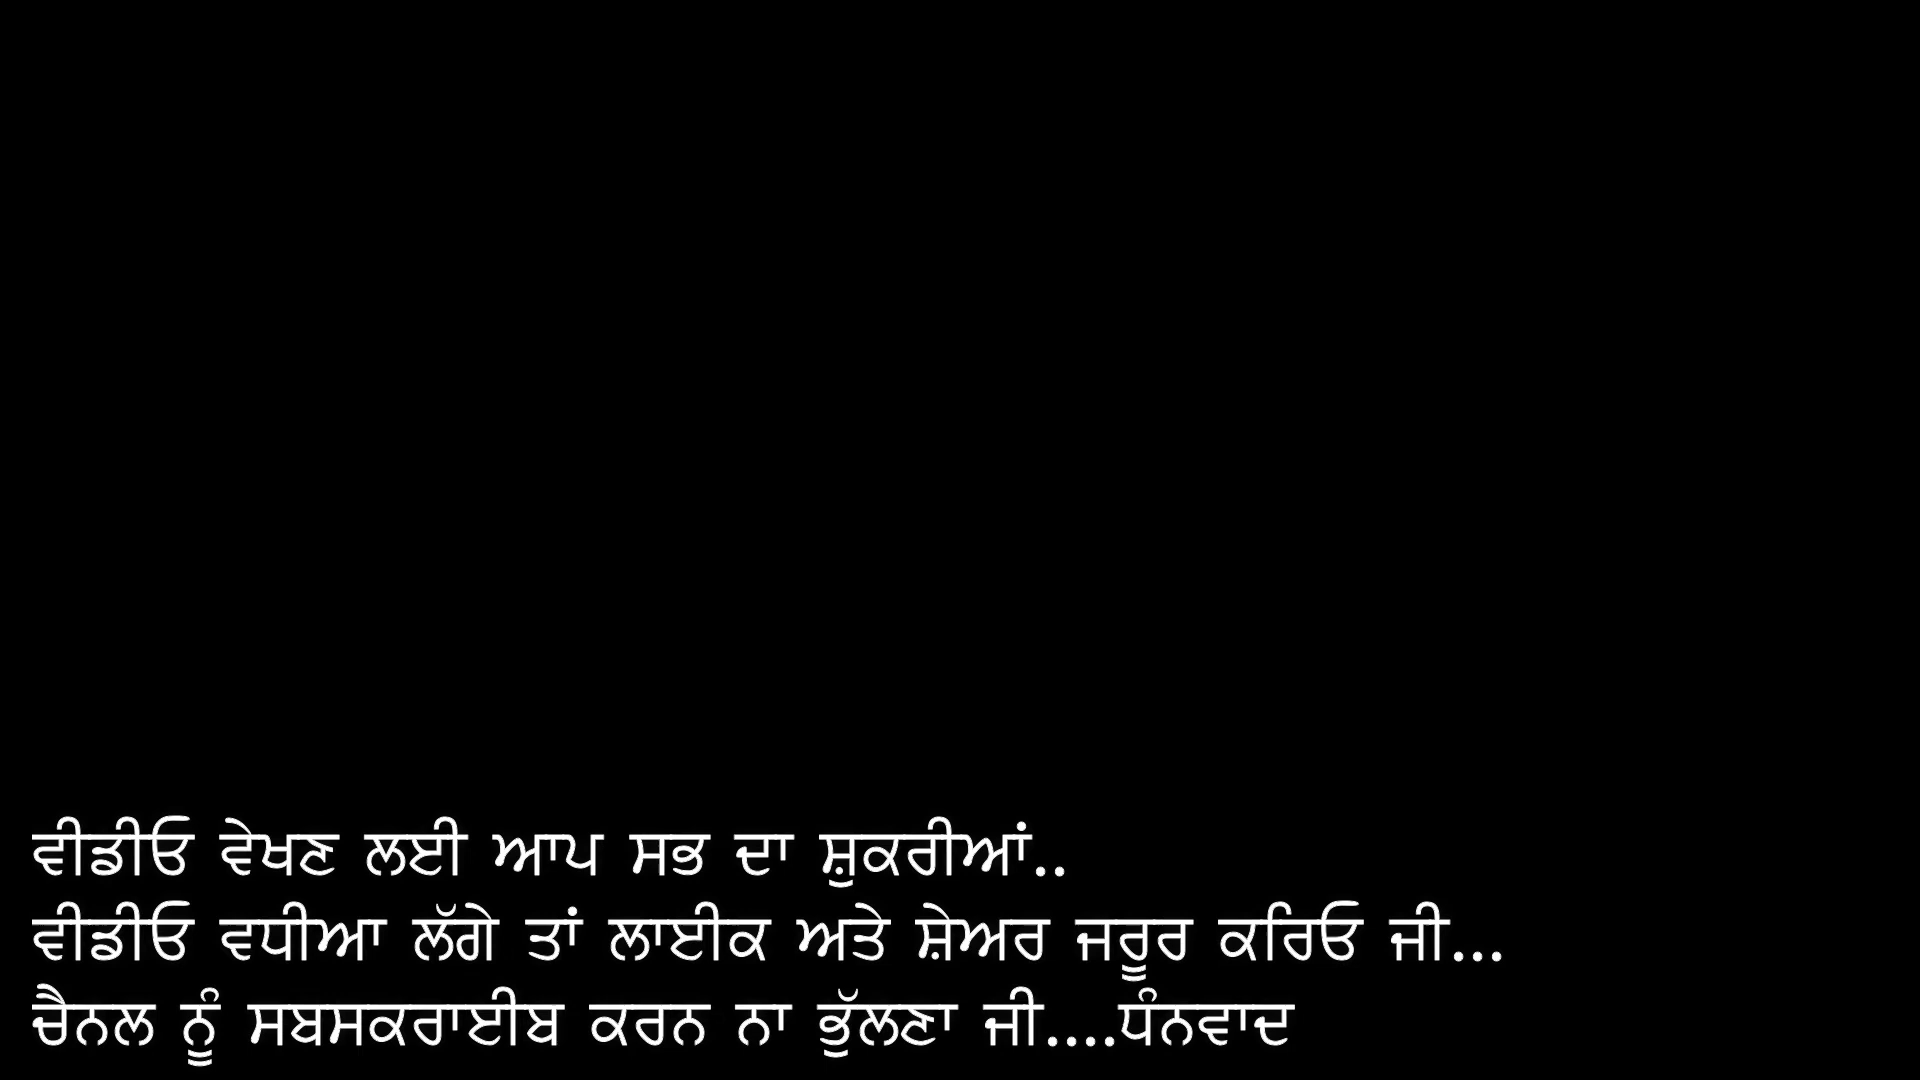 ਵੀਡੀਓ ਵੇਖਣ ਲਈ ਆਪ ਸਭ ਦਾ ਸ਼ੁਕਰੀਆਂ..
ਵੀਡੀਓ ਵਧੀਆ ਲੱਗੇ ਤਾਂ ਲਾਈਕ ਅਤੇ ਸ਼ੇਅਰ ਜਰੂਰ ਕਰਿਓ ਜੀ...
ਚੈਨਲ ਨੂੰ ਸਬਸਕਰਾਈਬ ਕਰਨ ਨਾ ਭੁੱਲਣਾ ਜੀ....ਧੰਨਵਾਦ